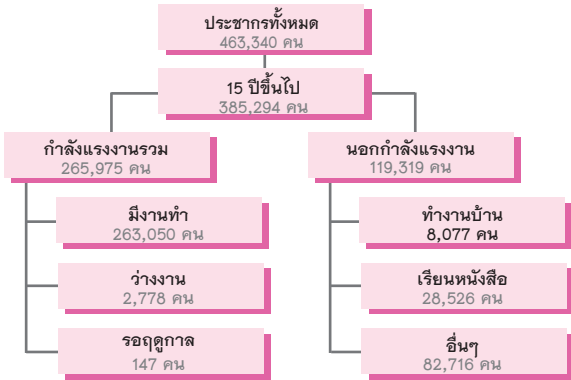 ประชากรทั้งหมด
463,340 คน
15 ปีขึ้นไป
385,294 คน
กำลังแรงงานรวม
265,975 คน
มีงานทำ
263,050 คน
ว่างงาน
2,778 คน
รอฤดูกาล
147 คน
นอกกำลังแรงงาน
119,319 คน
ทำงานบ้าน
8,077 คน
เรียนหนังสือ
28,526 คน
อื่นๆ
82,716 คน